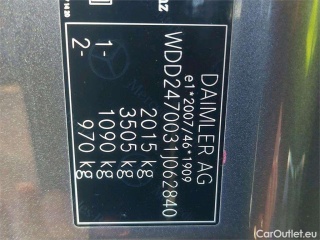 DAIMLER AG
e1*2007/46*1909
WDD2470031J062840
2015 kg
3505 kg
1- 1090 kg
2- 970 kg
CarOutlet.eu